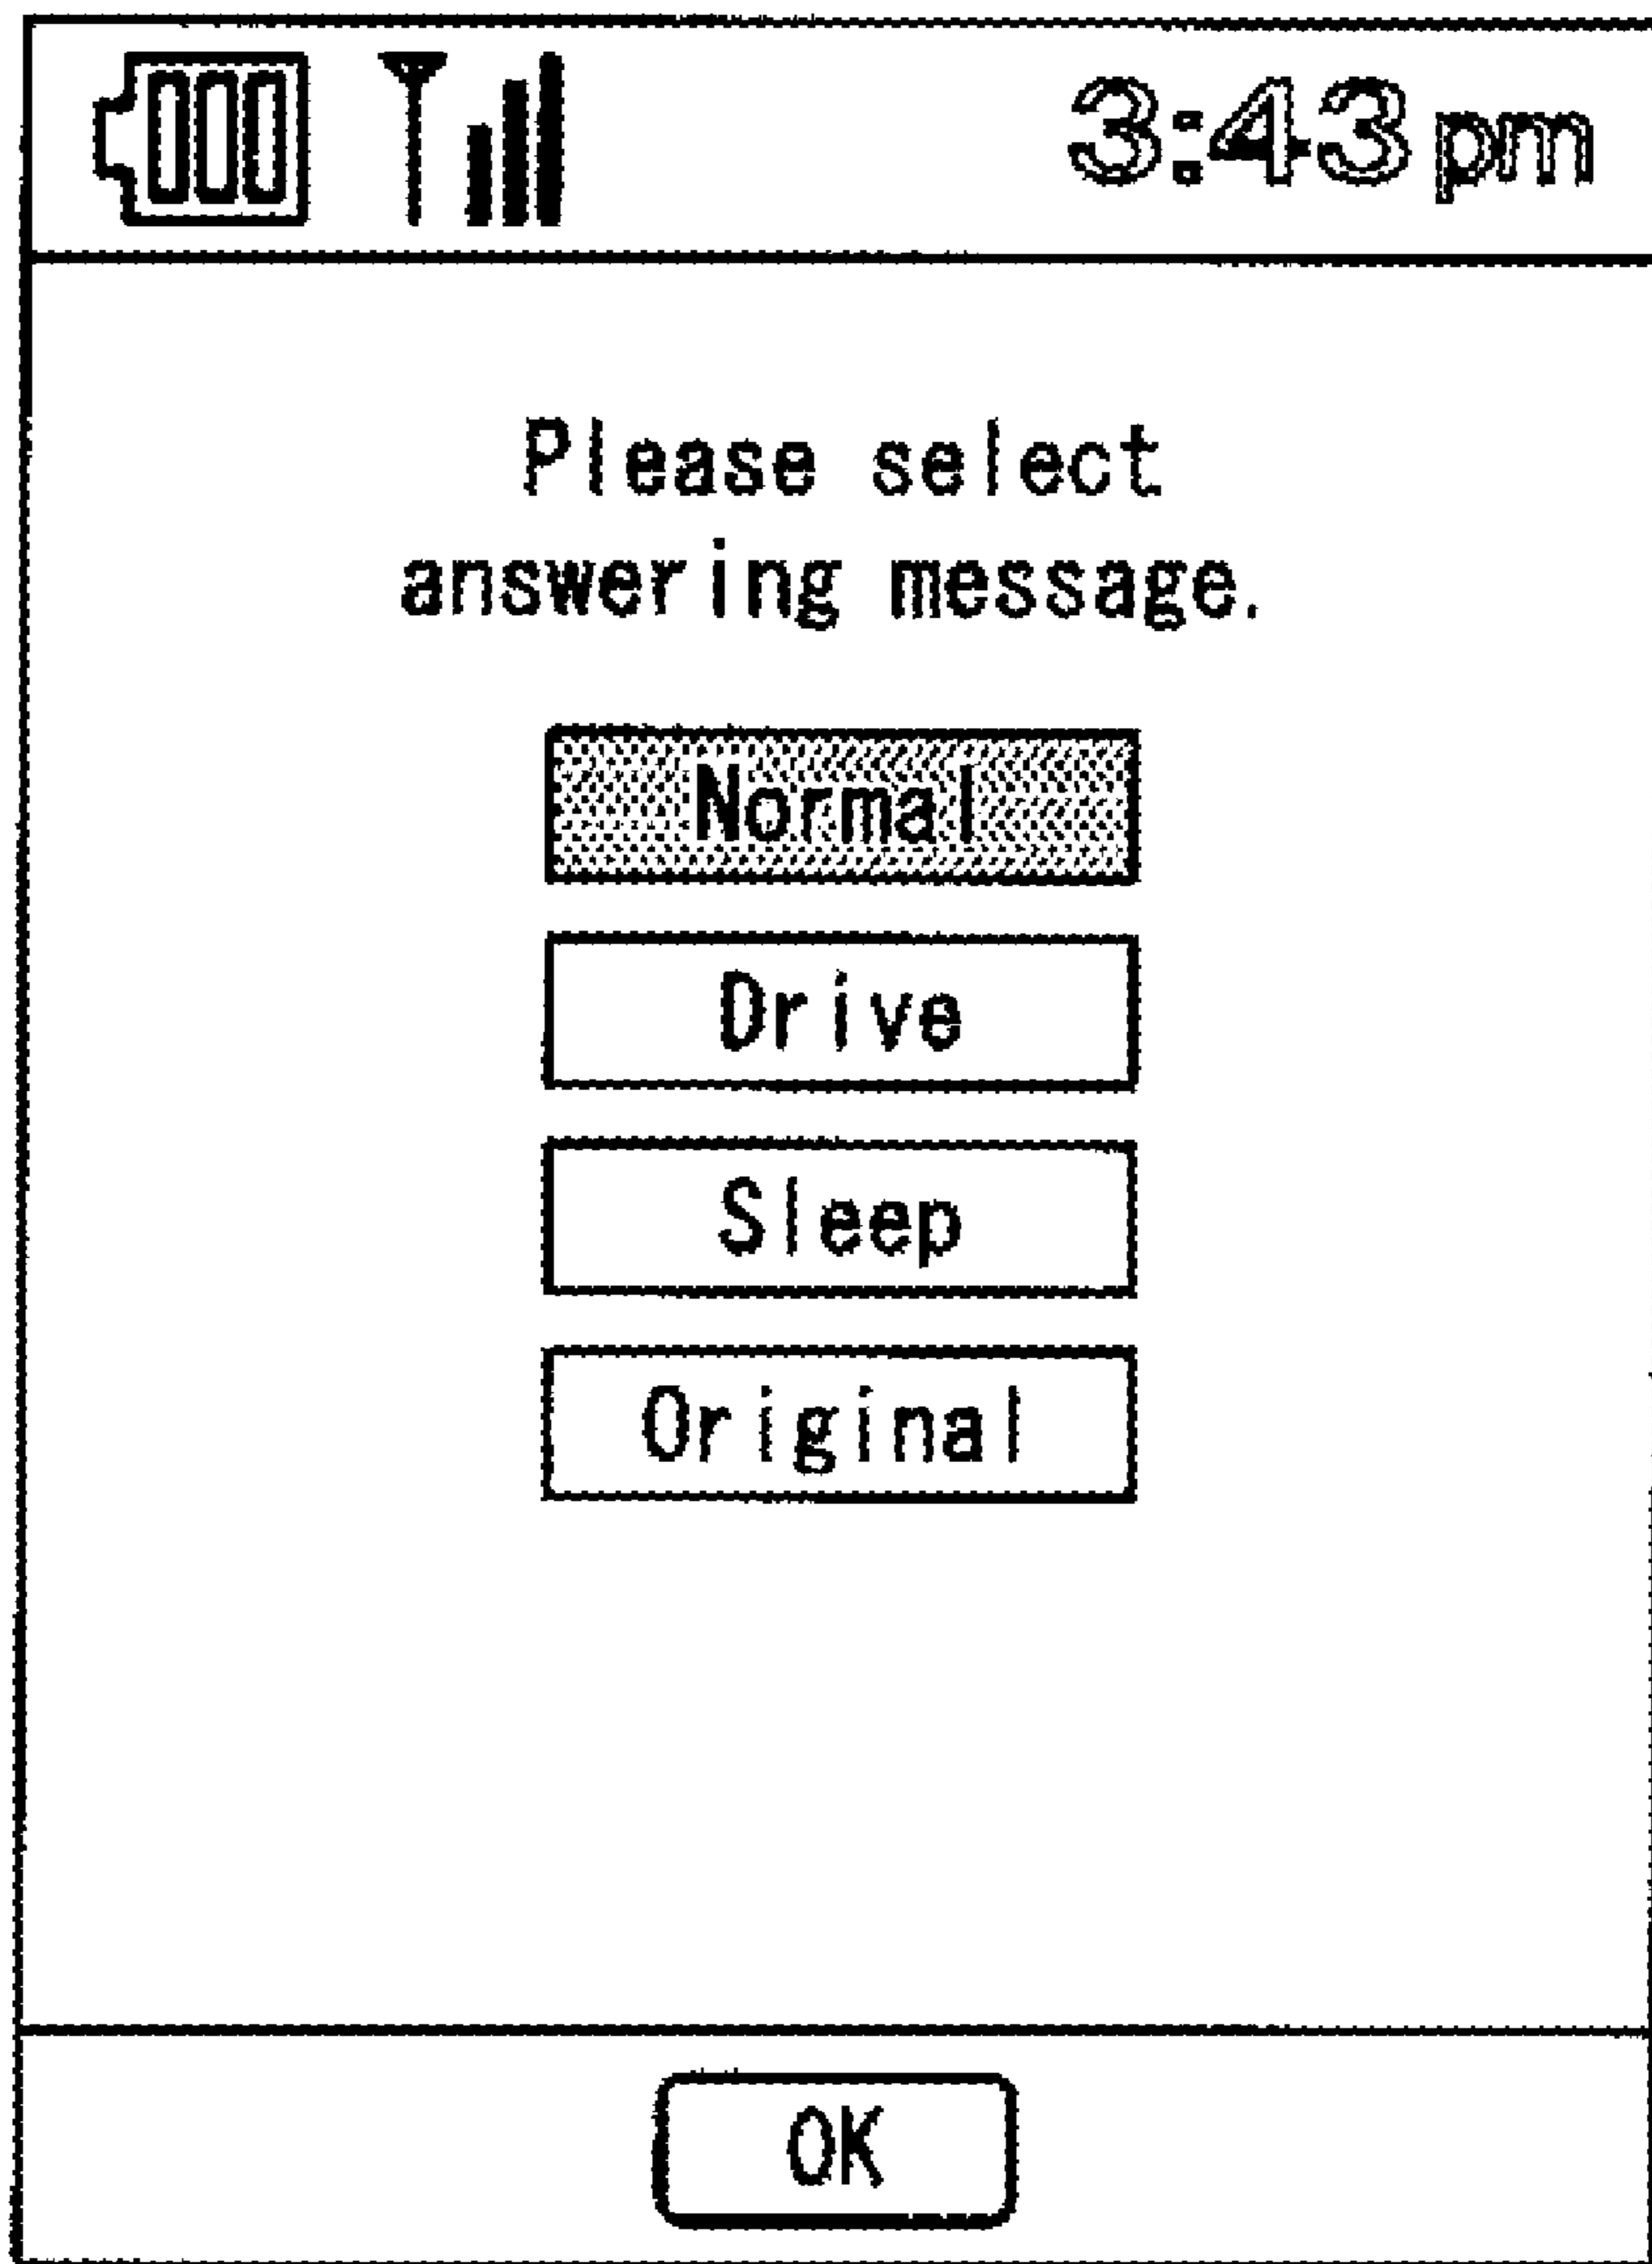 3:43 pm
Please select
answering message.
Normal
Drive
Sleep
Original
OK